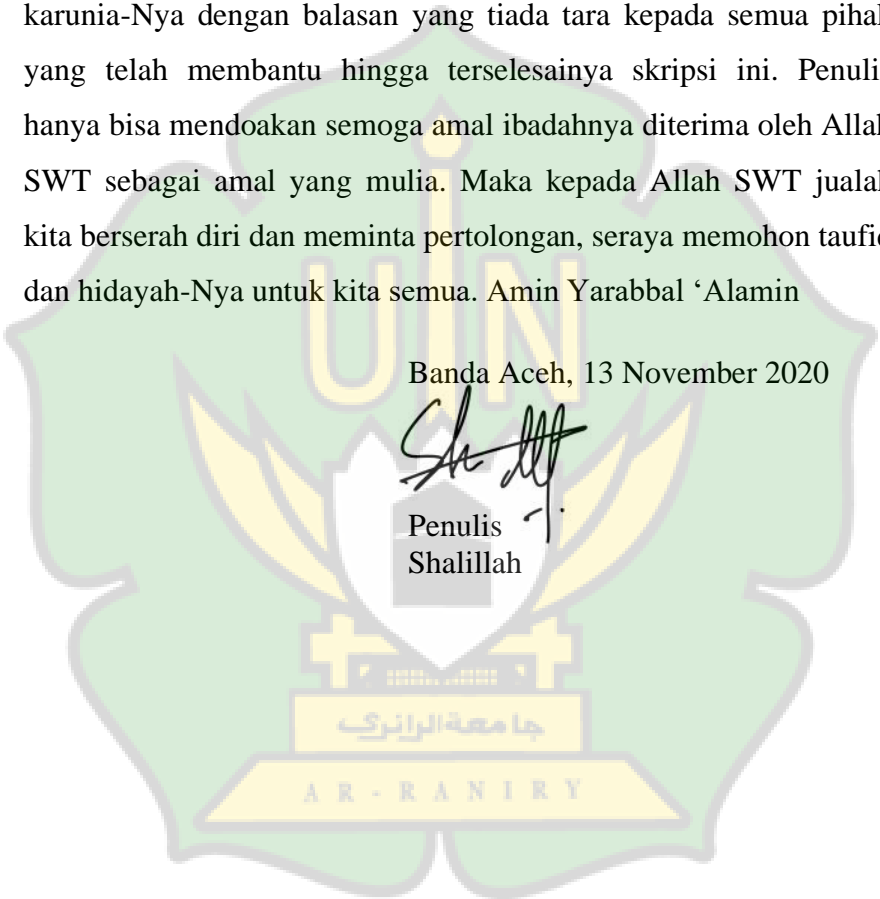 karunia-Nya dengan balasan yang tiada tara kepada semua pihak
yang telah membantu hingga terselesainya skripsi ini. Penulis
hanya bisa mendoakan semoga amal ibadahnya diterima oleh Allah
SWT sebagai amal yang mulia. Maka kepada Allah SWT jualah
kita berserah diri dan meminta pertolongan, seraya memohon taufiq
dan hidayah-Nya untuk kita semua. Amin Yarabbal ‘Alamin
UIN
Banda Aceh, 13 November 2020
Penulis
Shalillah
جامعة الرانري
AR-RANIRY